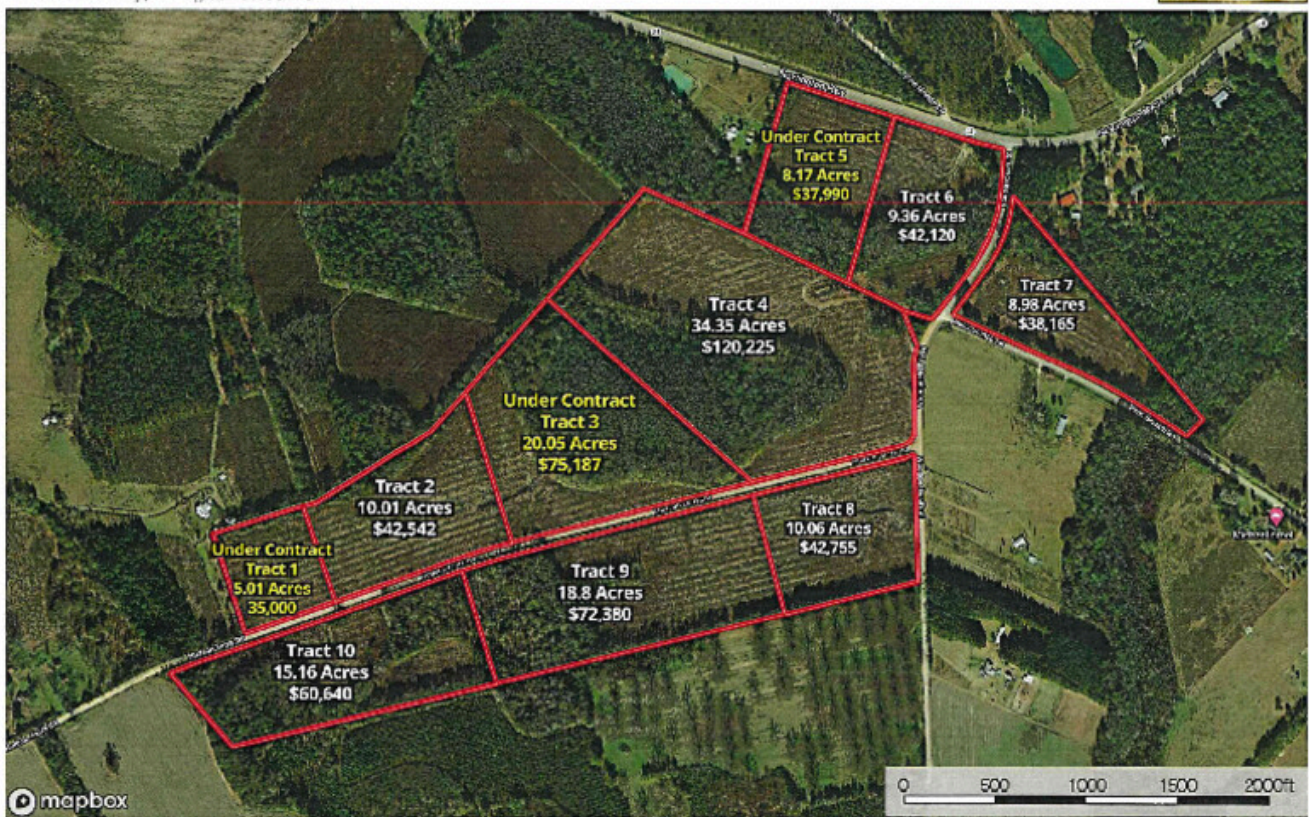 Under Contract
Tract 5
8.17 Acres
$37,990
Tract 6
9.36 Acres
$42,120
Tract 7
8.98 Acres
$38,165
Tract 4
34.35 Acres
$120,225
Under Contract
Tract 3
20.05 Acres
$75,187
Tract 2
10.01 Acres
$42,542
Under Contract
Tract 1
5.01 Acres
35,000
Tract 8
10.06 Acres
$42,755
Tract 9
18.8 Acres
$72,380
Tract 10
15.16 Acres
$60,640
mapbox
0 500 1000 1500 2000ft